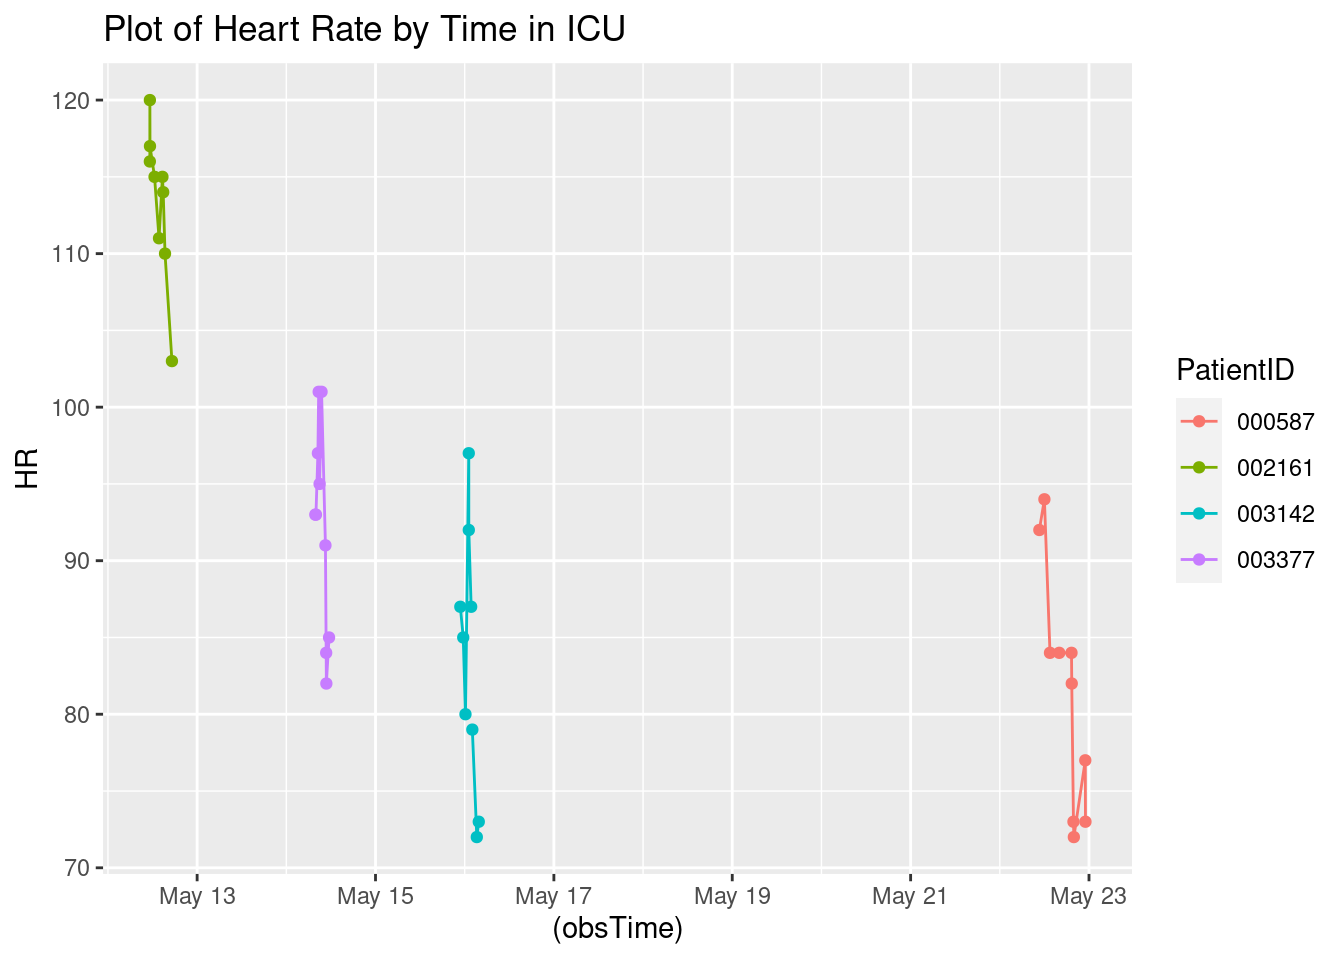 Plot of Heart Rate by Time in ICU
120
110
100
90
80
70
HR
May 13 May 15 May 17 May 19 May 21 May 23
(obsTime)
PatientID
000587
002161
003142
003377